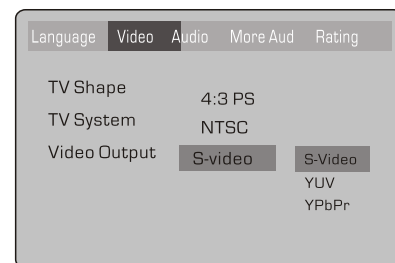 Language Video Audio More Aud Rating
TV Shape 4:3 PS
TV System NTSC
Video Output S-video S-Video
YUV
YPbPr